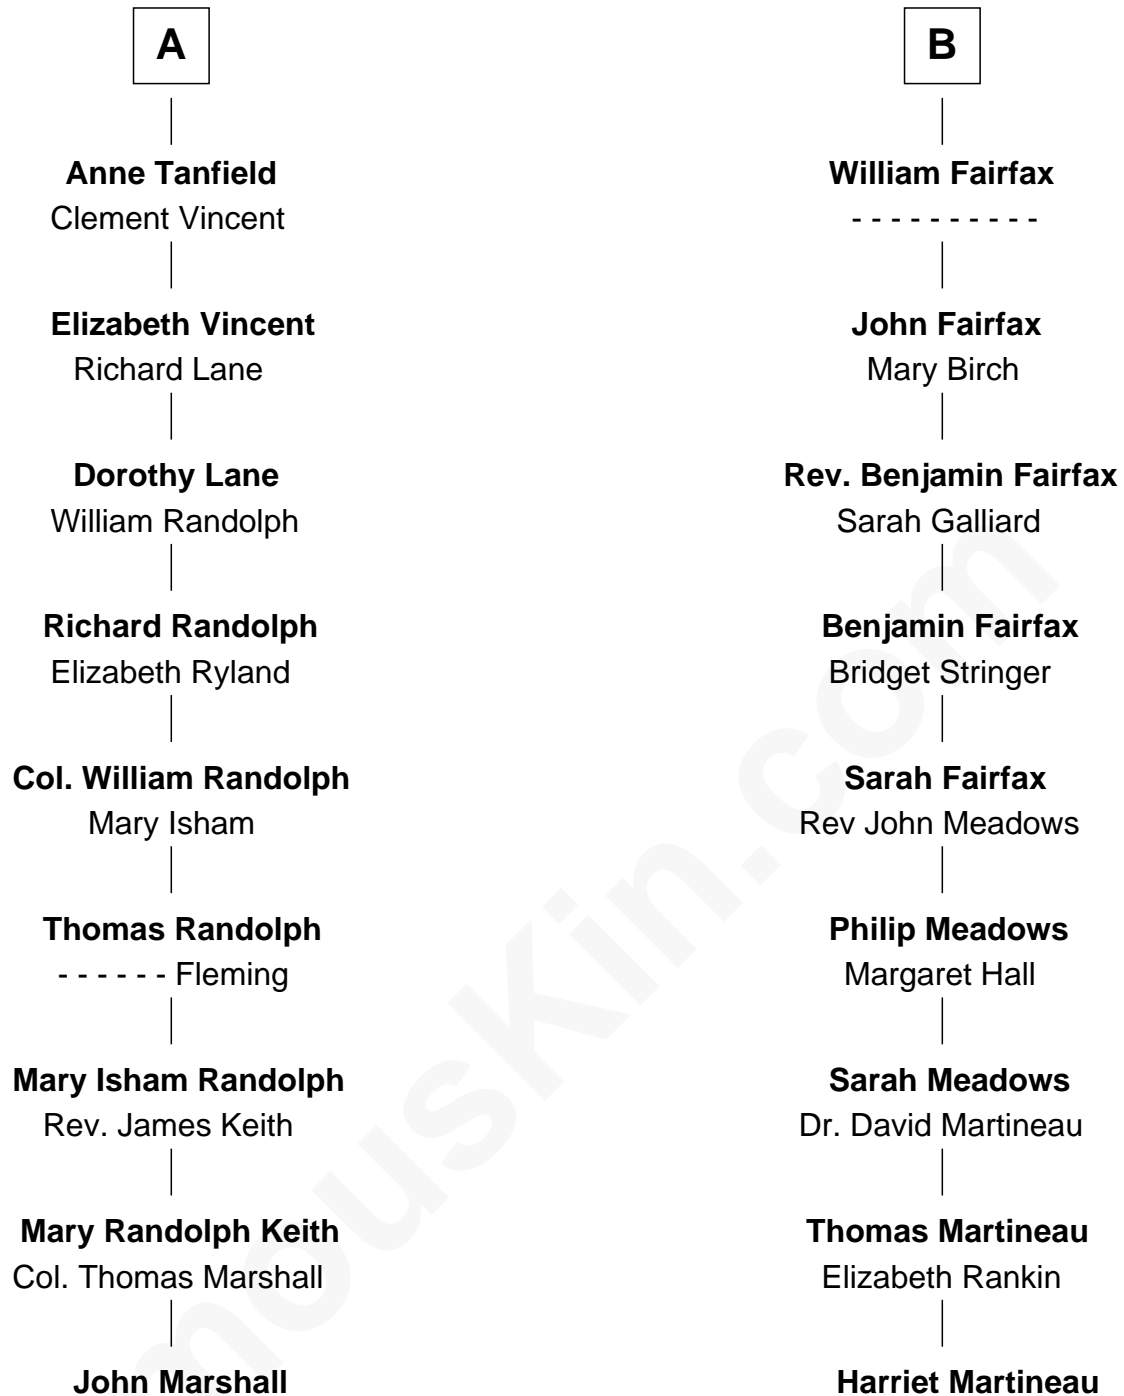 A
Anne Tanfield
Clement Vincent
Elizabeth Vincent
Richard Lane
Dorothy Lane
William Randolph
Richard Randolph
Elizabeth Ryland
Col. William Randolph
Mary Isham
Thomas Randolph
- - - - - - Fleming
Mary Isham Randolph
Rev. James Keith
Mary Randolph Keith
Col. Thomas Marshall
John Marshall
B
William Fairfax
- - - - - - - - - -
John Fairfax
Mary Birch
Rev. Benjamin Fairfax
Sarah Galliard
Benjamin Fairfax
Bridget Stringer
Sarah Fairfax
Rev John Meadows
Philip Meadows
Margaret Hall
Sarah Meadows
Dr. David Martineau
Thomas Martineau
Elizabeth Rankin
Harriet Martineau
mousKin.com